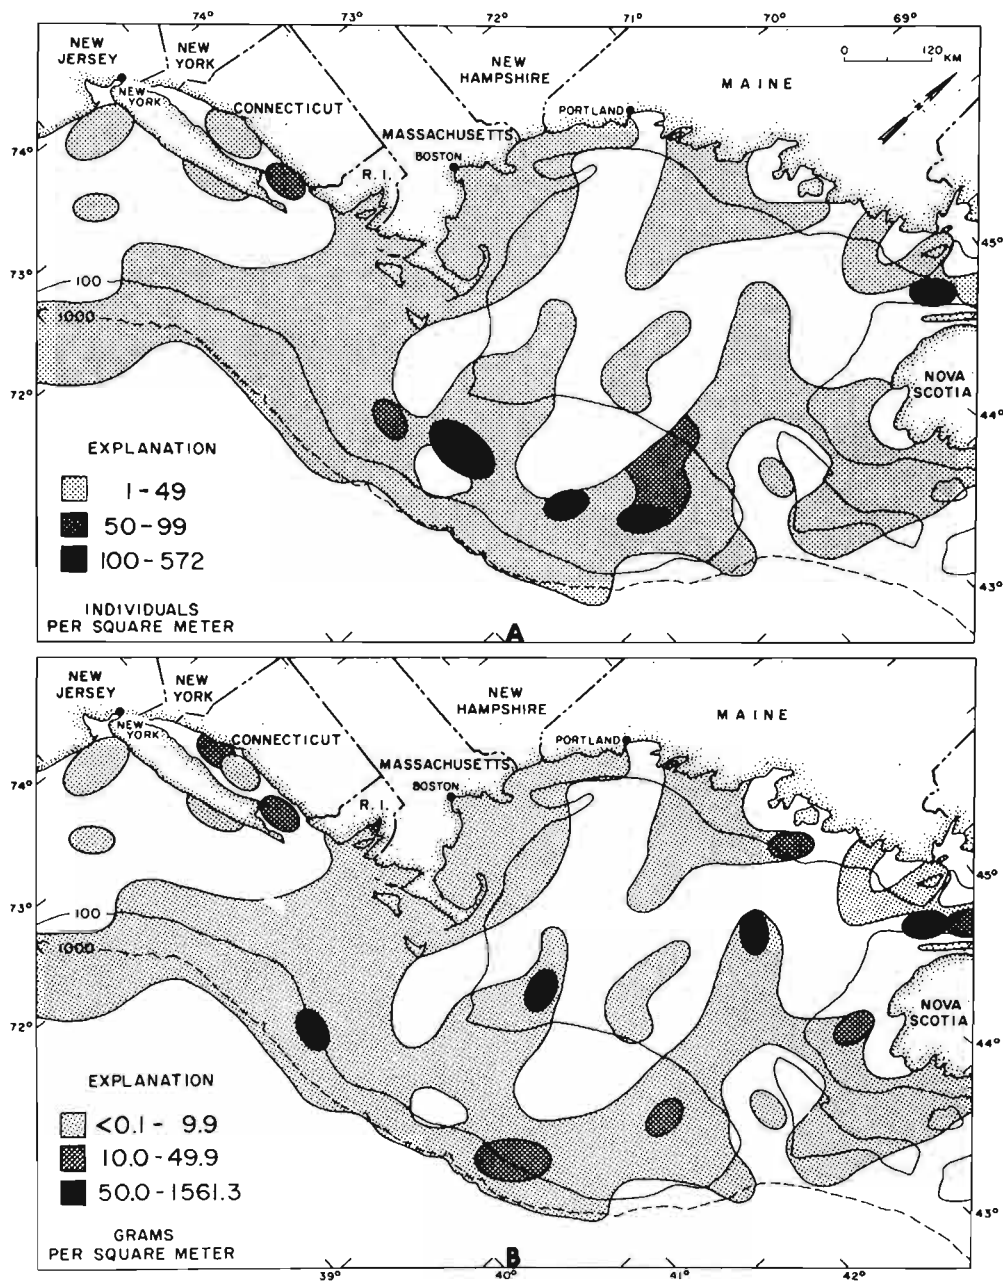 74° 73° 72° 71° 70° 69°
NEW
JERSEY
NEW
YORK
NEW
YORK
CONNECTICUT
R. I.
MASSACHUSETTS
BOSTON
NEW
HAMPSHIRE
PORTLAND
MAINE
0 120 KM
74°
73°
72°
100
1000
45°
44°
43°
NOVA
SCOTIA
EXPLANATION
1-49
50-99
100-572
INDIVIDUALS
PER SQUARE METER
A
NEW
JERSEY
NEW
YORK
NEW
YORK
CONNECTICUT
R. I.
MASSACHUSETTS
BOSTON
NEW
HAMPSHIRE
PORTLAND
MAINE
74°
73°
72°
100
1000
45°
44°
43°
NOVA
SCOTIA
EXPLANATION
<0.1- 9.9
10.0-49.9
50.0-1561.3
GRAMS
PER SQUARE METER
B
39° 40° 41° 42°